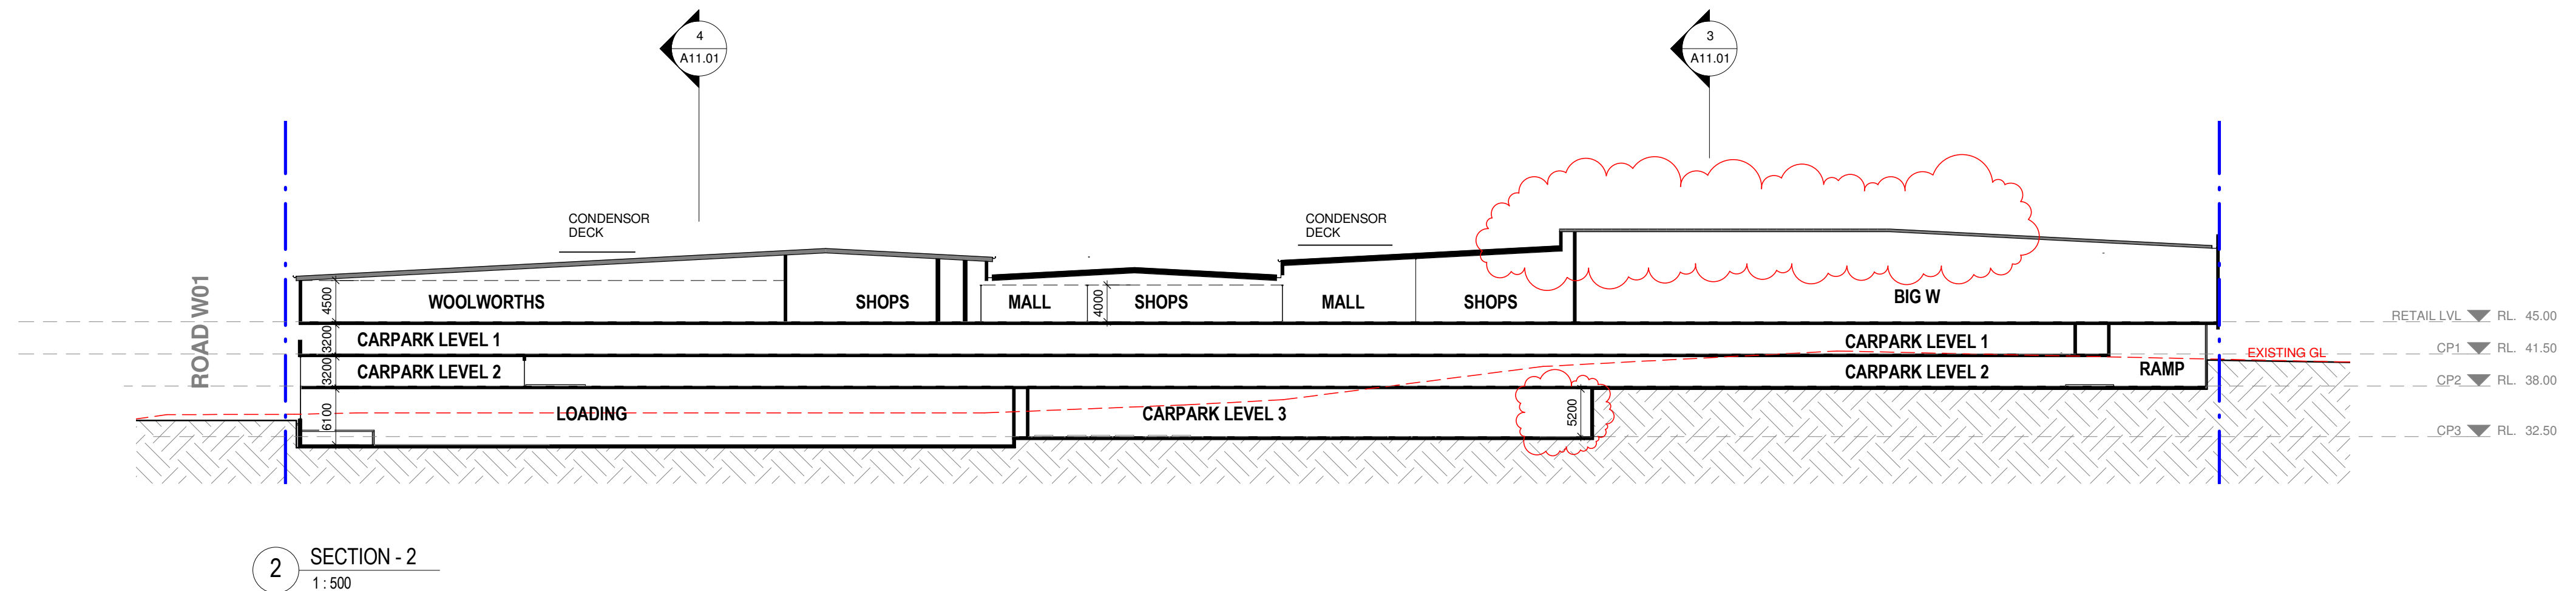 4
A11.01
3
A11.01
CONDENSOR
DECK
CONDENSOR
DECK
ROAD W01
4500
WOOLWORTHS
SHOPS
MALL
4000
SHOPS
MALL
SHOPS
BIG W
RETAIL LVL RL. 45.00
3200
CARPARK LEVEL 1
CARPARK LEVEL 1
EXISTING GL
CP1 RL. 41.50
3200
CARPARK LEVEL 2
CARPARK LEVEL 2
RAMP
CP2 RL. 38.00
6100
LOADING
CARPARK LEVEL 3
5200
CP3 RL. 32.50
2
SECTION - 2
1 : 500